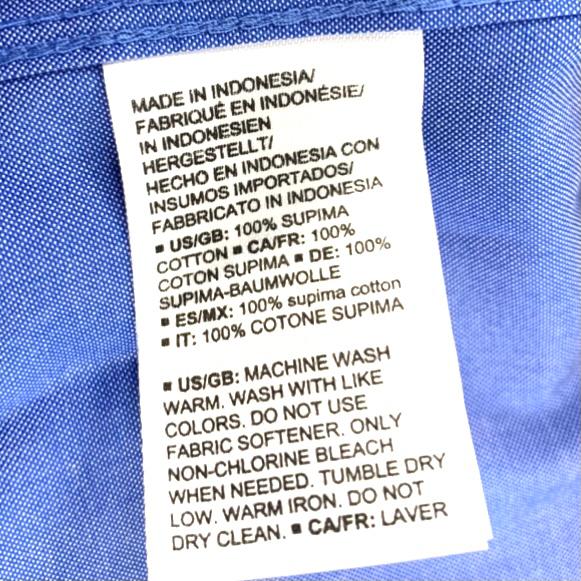 MADE IN INDONESIA/
FABRIQUÉ EN INDONÉSIE/
IN INDONESIEN
HERGESTELLT/
HECHO EN INDONESIA CON
INSUMOS IMPORTADOS/
FABBRICATO IN INDONESIA
▪ US/GB: 100% SUPIMA
COTTON ▪ CA/FR: 100%
COTON SUPIMA ▪ DE: 100%
SUPIMA-BAUMWOLLE
▪ ES/MX: 100% supima cotton
▪ IT: 100% COTONE SUPIMA
▪ US/GB: MACHINE WASH
WARM. WASH WITH LIKE
COLORS. DO NOT USE
FABRIC SOFTENER. ONLY
NON-CHLORINE BLEACH
WHEN NEEDED. TUMBLE DRY
LOW. WARM IRON. DO NOT
DRY CLEAN. ▪ CA/FR: LAVER